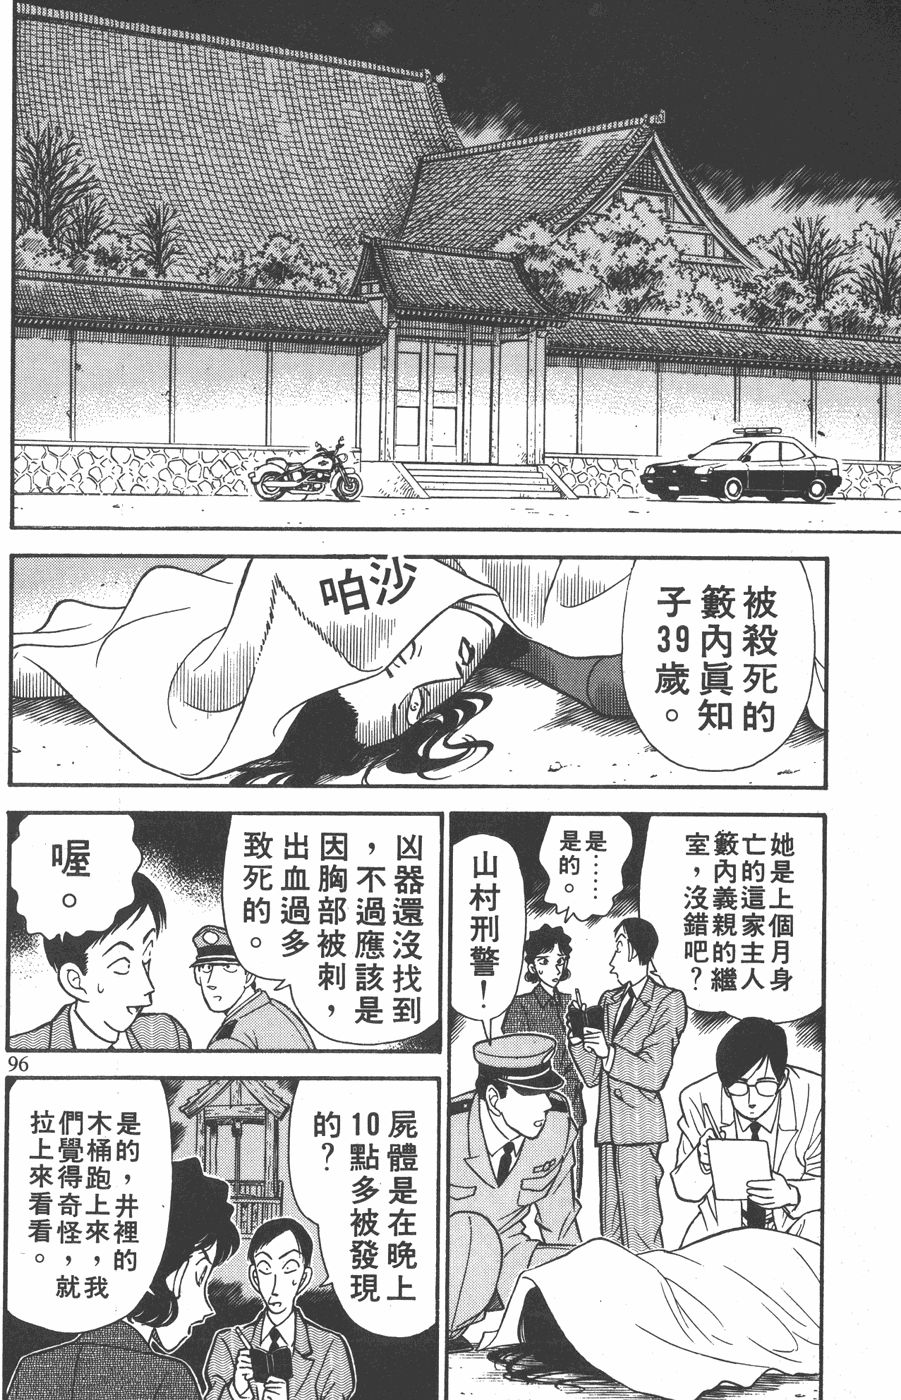 被殺死的
籔內眞知
子39歲。
沙
啪
她是上個月身
亡的這家主人
籔內義親的繼
室，沒錯吧？
是……
是的。
山村刑警！
凶器還沒找到
，不過應該是
因胸部被刺，
出血過多
致死的。
喔。
屍體是在晚上
10點多被發現
的？
是的，井裡的
木桶跑上來，我
們覺得奇怪，就
拉上來看看。
96